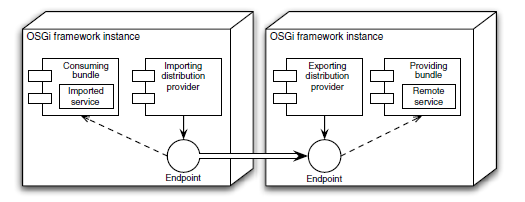 OSGi framework instance
Consuming
bundle
Imported
service
Importing
distribution
provider
Endpoint
OSGi framework instance
Exporting
distribution
provider
Providing
bundle
Remote
service
Endpoint